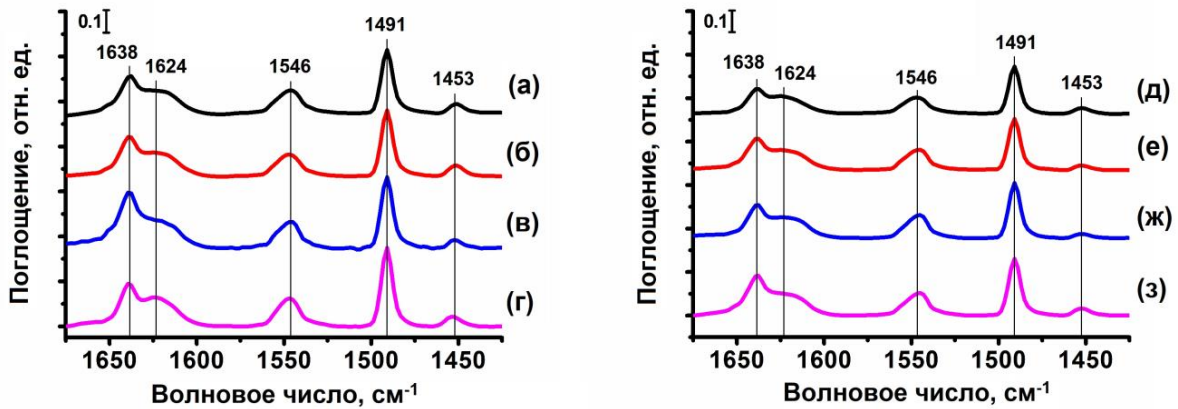 0.1
1638
1624
1546
1491
1453
(а)
(б)
(в)
(г)
Поглощение, отн. ед.
1650 1600 1550 1500 1450
Волновое число, см-1
0.1
1638
1624
1546
1491
1453
(д)
(е)
(ж)
(з)
Поглощение, отн. ед.
1650 1600 1550 1500 1450
Волновое число, см-1